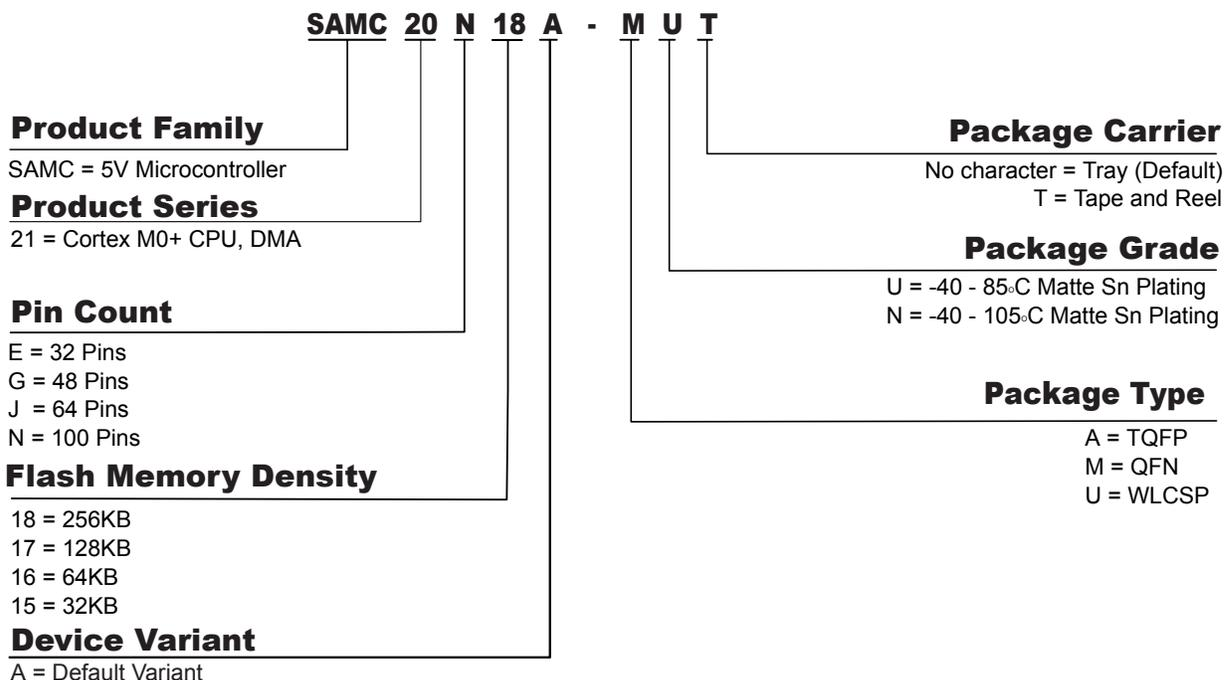 SAMC 20 N 18 A - M U T
Product Family
SAMC = 5V Microcontroller
Product Series
21 = Cortex M0+ CPU, DMA
Pin Count
E = 32 Pins
G = 48 Pins
J = 64 Pins
N = 100 Pins
Flash Memory Density
18 = 256KB
17 = 128KB
16 = 64KB
15 = 32KB
Device Variant
A = Default Variant
Package Carrier
No character = Tray (Default)
T = Tape and Reel
Package Grade
U = -40 - 85◦C Matte Sn Plating
N = -40 - 105◦C Matte Sn Plating
Package Type
A = TQFP
M = QFN
U = WLCSP